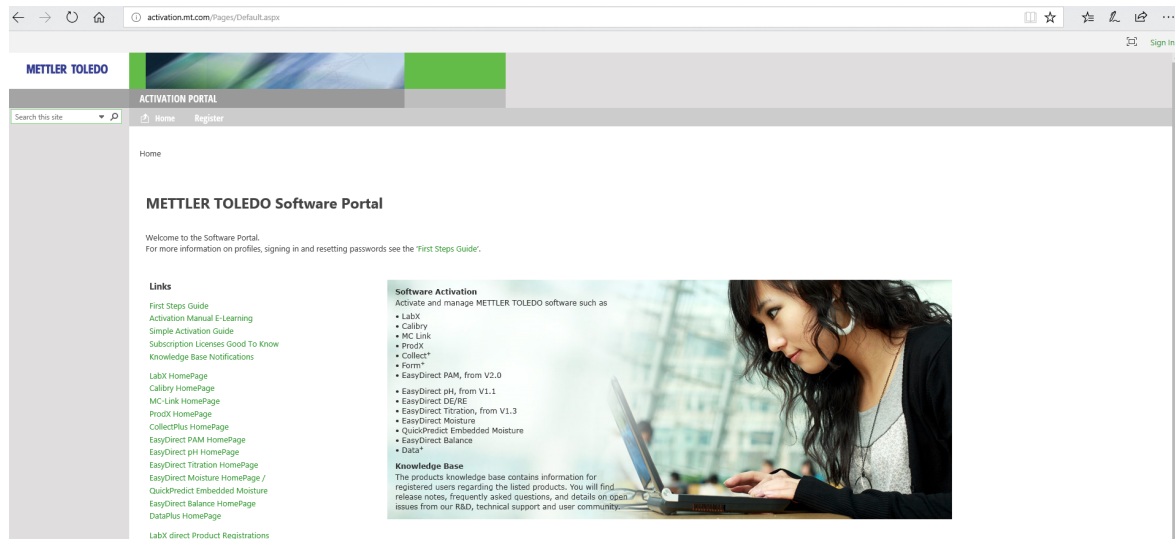 activation.mt.com/Pages/Default.aspx
Sign In
METTLER TOLEDO
ACTIVATION PORTAL
Search this site
Home Register
Home
METTLER TOLEDO Software Portal
Welcome to the Software Portal.
For more information on profiles, signing in and resetting passwords see the 'First Steps Guide'.
Links
First Steps Guide
Activation Manual E-Learning
Simple Activation Guide
Subscription Licenses Good To Know
Knowledge Base Notifications
LabX HomePage
Calibry HomePage
MC-Link HomePage
ProdX HomePage
CollectPlus HomePage
EasyDirect PAM HomePage
EasyDirect pH HomePage
EasyDirect Titration HomePage
EasyDirect Moisture HomePage /
QuickPredict Embedded Moisture
EasyDirect Balance HomePage
DataPlus HomePage
LabX direct Product Registrations
Software Activation
Activate and manage METTLER TOLEDO software such as
• LabX
• Calibry
• MC Link
• ProdX
• Collect⁺
• Form⁺
• EasyDirect PAM, from V2.0
• EasyDirect pH, from V1.1
• EasyDirect DE/RE
• EasyDirect Titration, from V1.3
• EasyDirect Moisture
• QuickPredict Embedded Moisture
• EasyDirect Balance
• Data⁺
Knowledge Base
The products knowledge base contains information for
registered users regarding the listed products. You will find
release notes, frequently asked questions, and details on open
issues from our R&D, technical support and user community.